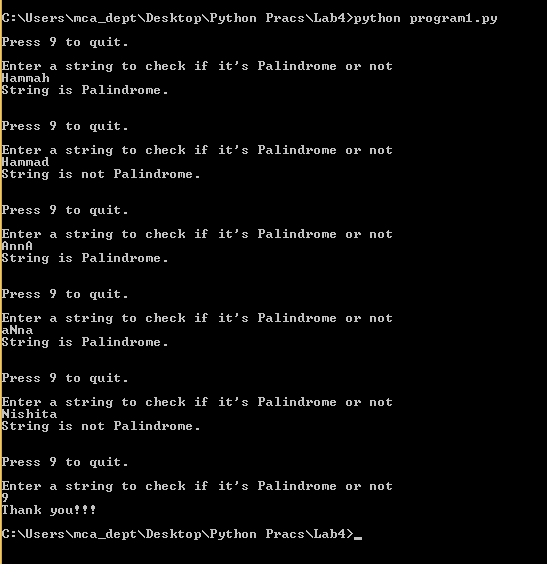 C:\Users\mca_dept\Desktop\Python Pracs\Lab4>python program1.py
Press 9 to quit.
Enter a string to check if it's Palindrome or not
Hammah
String is Palindrome.
Press 9 to quit.
Enter a string to check if it's Palindrome or not
Hammad
String is not Palindrome.
Press 9 to quit.
Enter a string to check if it's Palindrome or not
AnnA
String is Palindrome.
Press 9 to quit.
Enter a string to check if it's Palindrome or not
aNna
String is Palindrome.
Press 9 to quit.
Enter a string to check if it's Palindrome or not
Nishita
String is not Palindrome.
Press 9 to quit.
Enter a string to check if it's Palindrome or not
9
Thank you!!!
C:\Users\mca_dept\Desktop\Python Pracs\Lab4>_